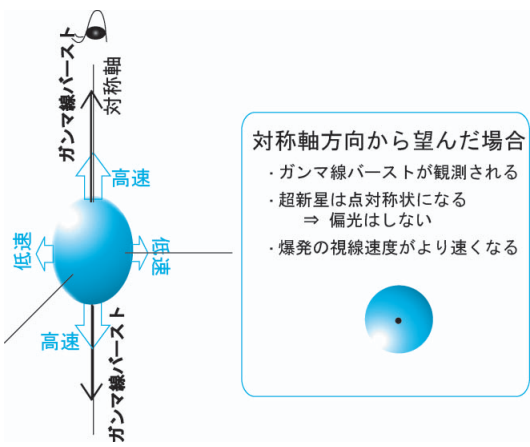 ガンマ線バースト
対称軸
高速
低速
低速
高速
ガンマ線バースト
対称軸方向から望んだ場合
・ガンマ線バーストが観測される
・超新星は点対称状になる
⇒ 偏光はしない
・爆発の視線速度がより速くなる